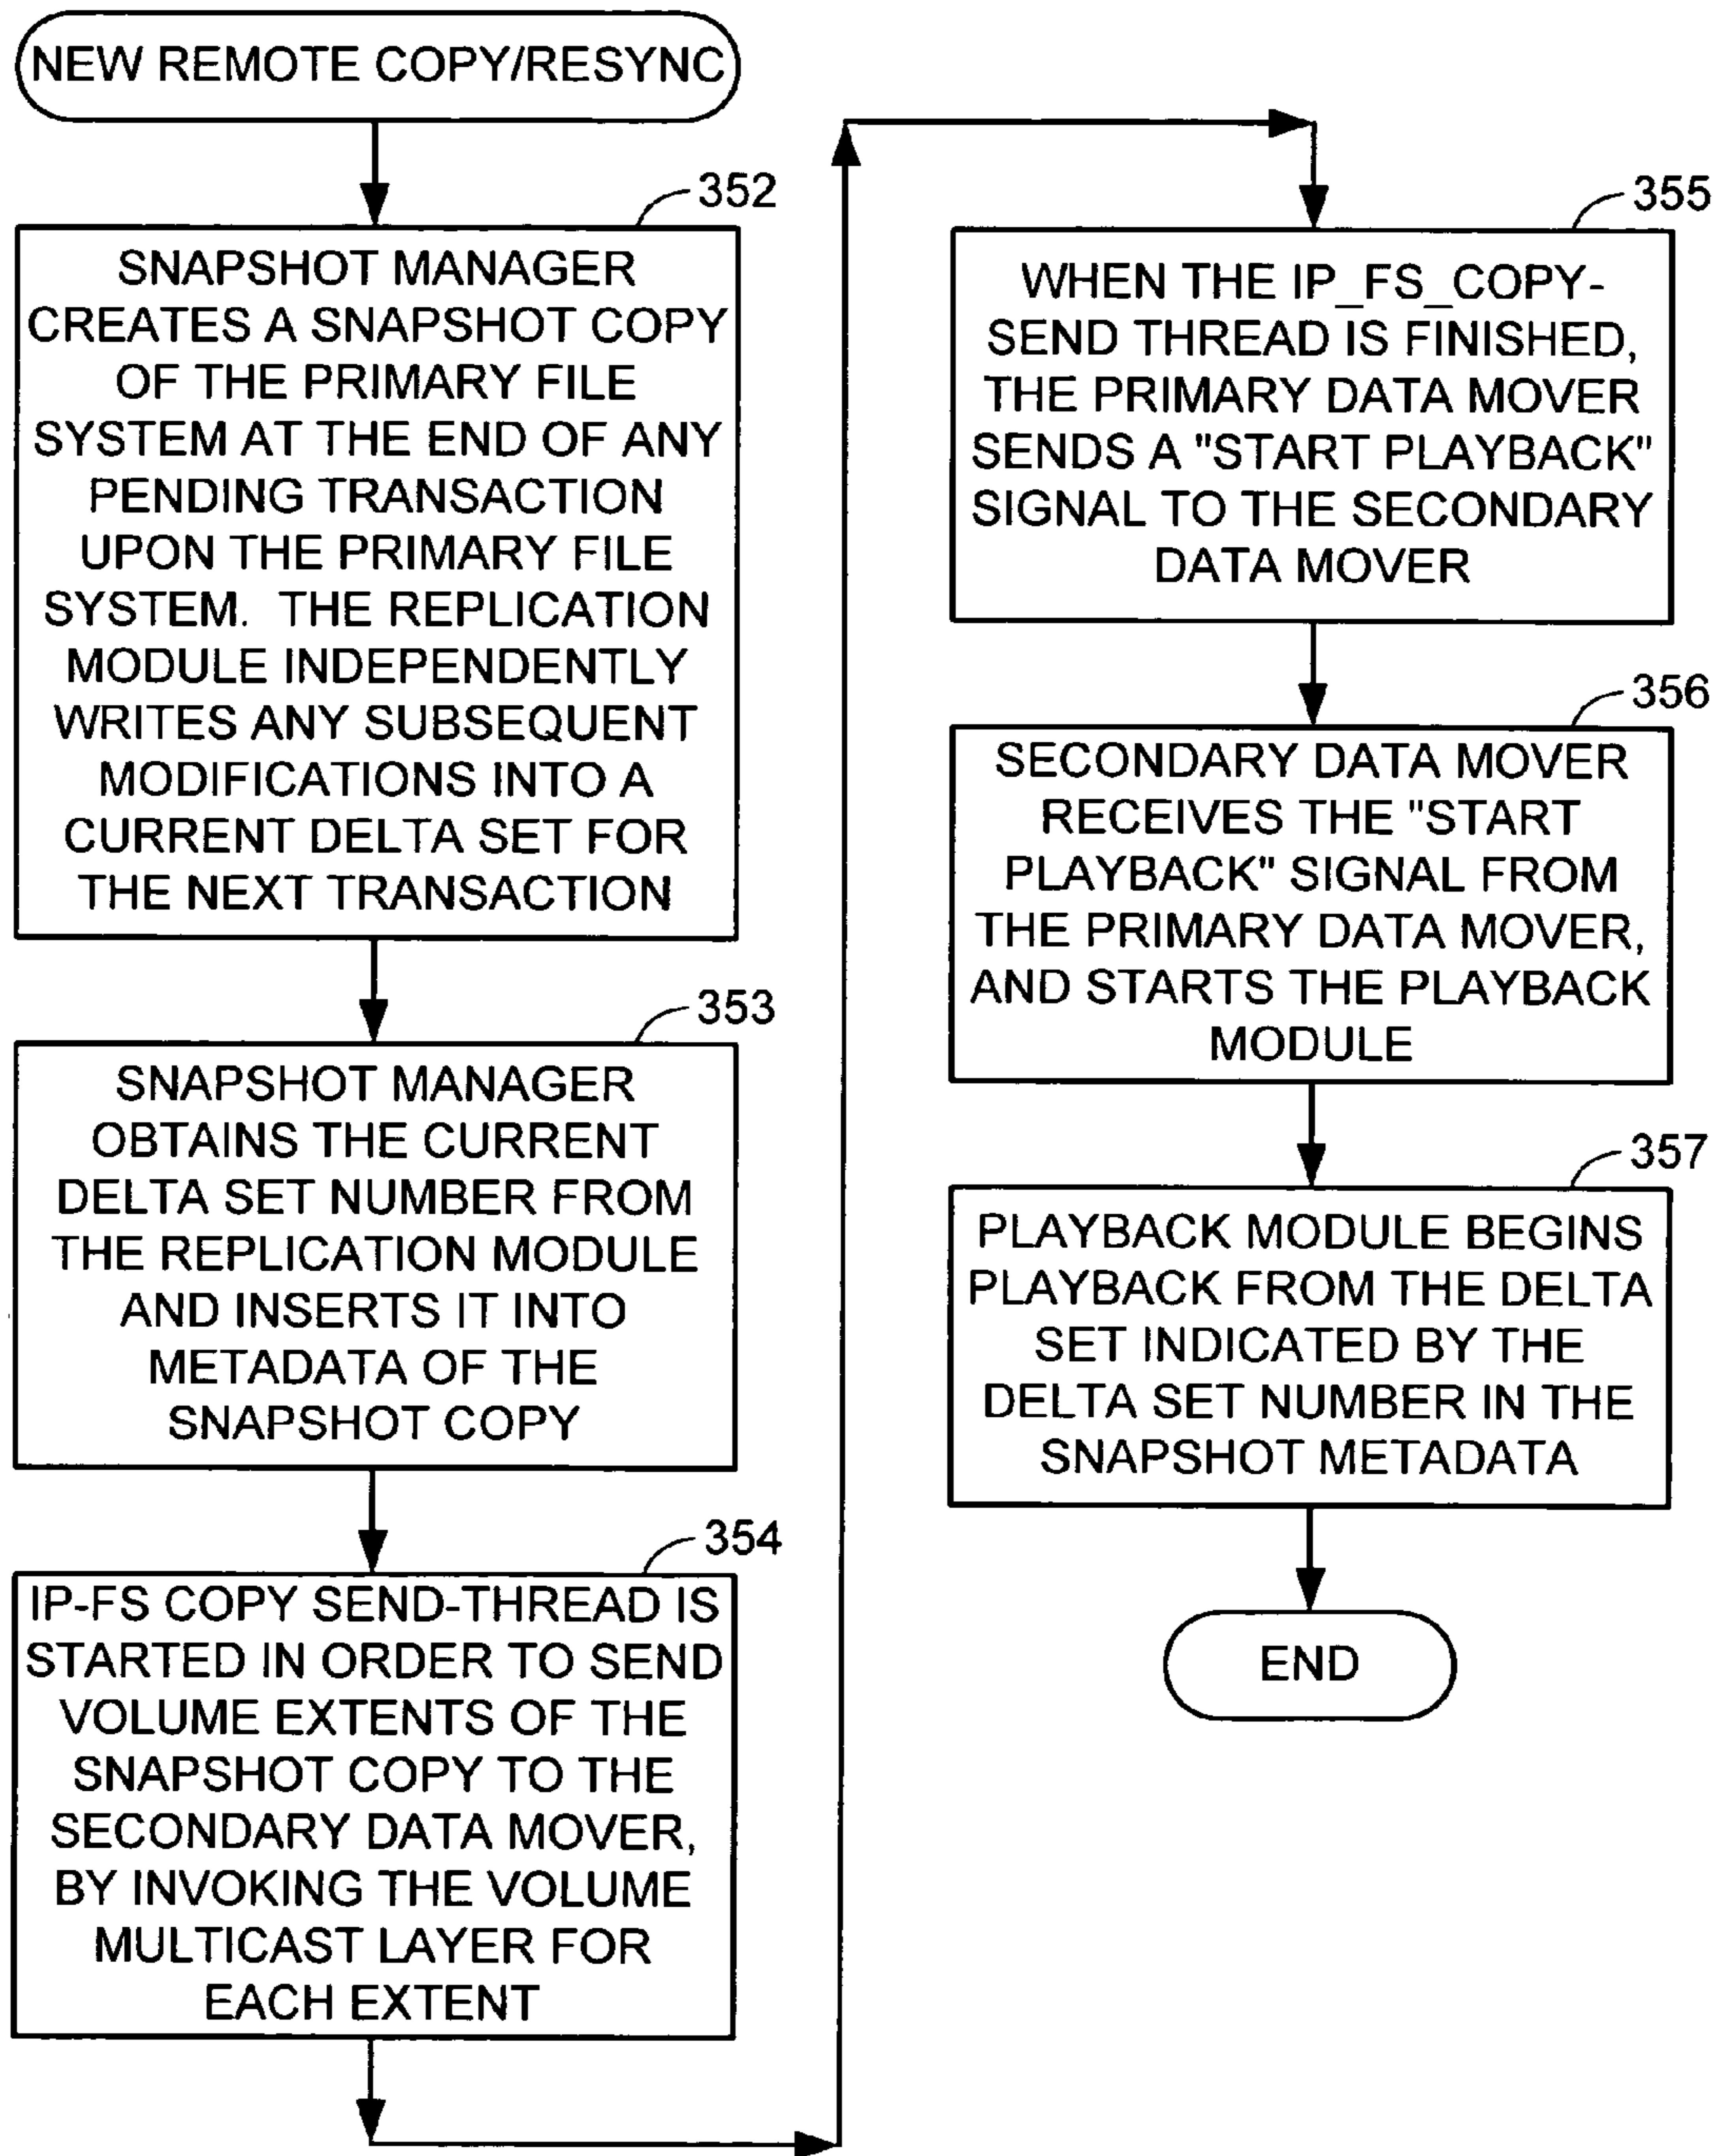 NEW REMOTE COPY/RESYNC
352
SNAPSHOT MANAGER
CREATES A SNAPSHOT COPY
OF THE PRIMARY FILE
SYSTEM AT THE END OF ANY
PENDING TRANSACTION
UPON THE PRIMARY FILE
SYSTEM. THE REPLICATION
MODULE INDEPENDENTLY
WRITES ANY SUBSEQUENT
MODIFICATIONS INTO A
CURRENT DELTA SET FOR
THE NEXT TRANSACTION
353
SNAPSHOT MANAGER
OBTAINS THE CURRENT
DELTA SET NUMBER FROM
THE REPLICATION MODULE
AND INSERTS IT INTO
METADATA OF THE
SNAPSHOT COPY
354
IP-FS COPY SEND-THREAD IS
STARTED IN ORDER TO SEND
VOLUME EXTENTS OF THE
SNAPSHOT COPY TO THE
SECONDARY DATA MOVER,
BY INVOKING THE VOLUME
MULTICAST LAYER FOR
EACH EXTENT
355
WHEN THE IP_FS_COPY-
SEND THREAD IS FINISHED,
THE PRIMARY DATA MOVER
SENDS A "START PLAYBACK"
SIGNAL TO THE SECONDARY
DATA MOVER
356
SECONDARY DATA MOVER
RECEIVES THE "START
PLAYBACK" SIGNAL FROM
THE PRIMARY DATA MOVER,
AND STARTS THE PLAYBACK
MODULE
357
PLAYBACK MODULE BEGINS
PLAYBACK FROM THE DELTA
SET INDICATED BY THE
DELTA SET NUMBER IN THE
SNAPSHOT METADATA
END